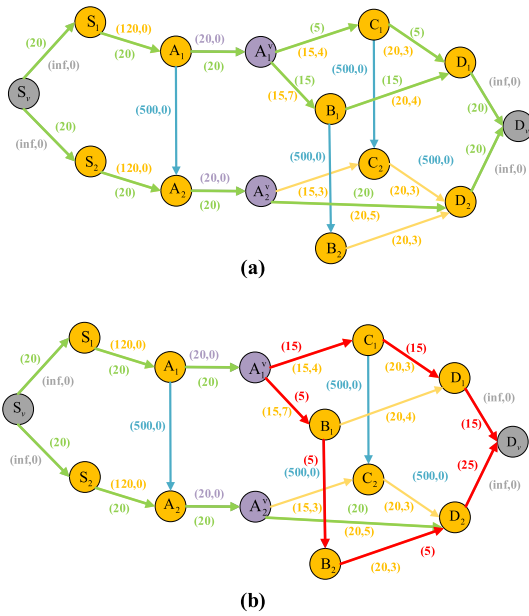 S1
(120,0)
(20)
(20)
A1
(20,0)
(20)
A1v
(5)
(15,4)
C1
(5)
(20,3)
D1
(inf,0)
(20)
Sv
(inf,0)
(20)
(500,0)
(15)
(15,7)
B1
(500,0)
(15)
(20,4)
(20)
Dv
S2
(120,0)
(20)
A2
(20,0)
(20)
A2v
(500,0)
(15,3)
C2
(20,3)
(500,0)
(20)
(20,5)
D2
(20)
(inf,0)
B2
(20,3)
(a)
S1
(120,0)
(20)
(20)
A1
(20,0)
(20)
A1v
(15)
(15,4)
C1
(15)
(20,3)
D1
(inf,0)
(15)
Sv
(inf,0)
(20)
(500,0)
(5)
(15,7)
B1
(500,0)
(20,4)
(25)
Dv
S2
(120,0)
(20)
A2
(20,0)
(20)
A2v
(5)
(500,0)
(15,3)
C2
(20,3)
(500,0)
(20)
(20,5)
D2
(inf,0)
B2
(5)
(20,3)
(b)